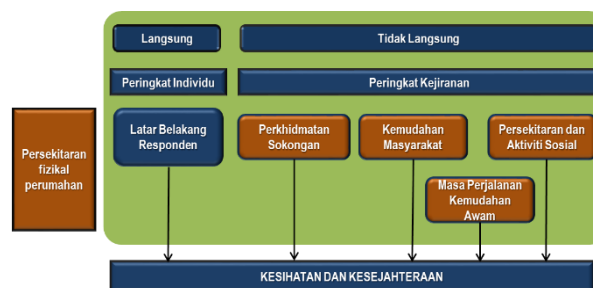 Langsung
Tidak Langsung
Peringkat Individu
Peringkat Kejiranan
Persekitaran
fizikal
perumahan
Latar Belakang
Responden
Perkhidmatan
Sokongan
Kemudahan
Masyarakat
Persekitaran dan
Aktiviti Sosial
Masa Perjalanan
Kemudahan
Awam
KESIHATAN DAN KESEJAHTERAAN